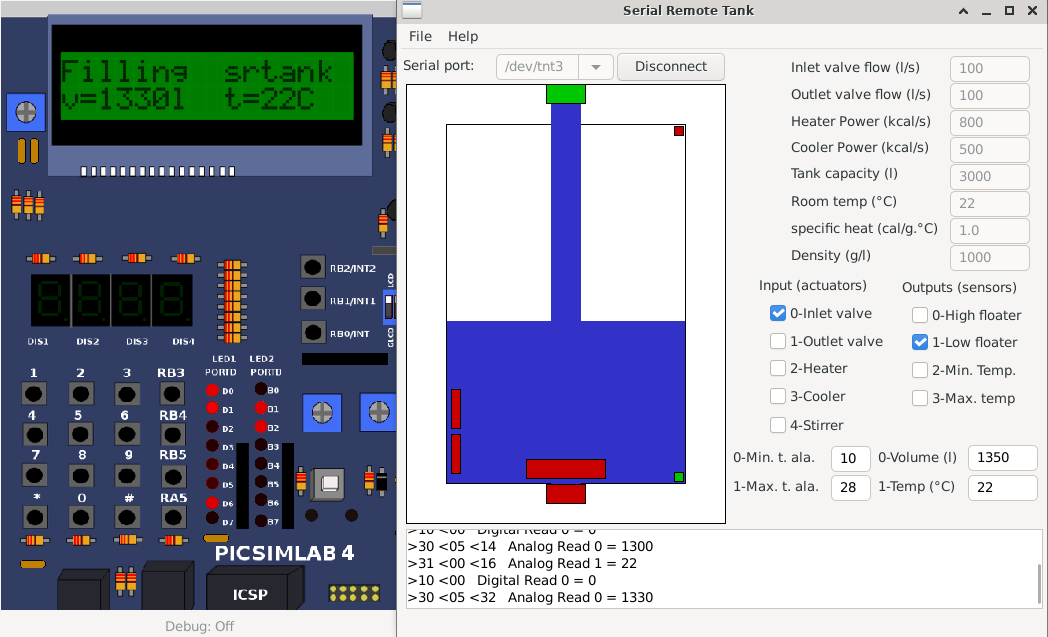 Filling srtank
v=1330l t=22C
RB2/INT2
RB1/INT1
RB0/INT
LCD
GLCD
DIS1 DIS2 DIS3 DIS4
LED1 LED2
PORTD PORTD
1 2 3 RB3
4 5 6 RB4
7 8 9 RB5
* 0 # RA5
D0 B0
D1 B1
D2 B2
D3 B3
D4 B4
D5 B5
D6 B6
D7 B7
PICSIMLAB 4
ICSP
Debug: Off
Serial Remote Tank
File Help
Serial port: /dev/tnt3 Disconnect
Inlet valve flow (l/s) 100
Outlet valve flow (l/s) 100
Heater Power (kcal/s) 800
Cooler Power (kcal/s) 500
Tank capacity (l) 3000
Room temp (°C) 22
specific heat (cal/g.°C) 1.0
Density (g/l) 1000
Input (actuators) Outputs (sensors)
0-Inlet valve 0-High floater
1-Outlet valve 1-Low floater
2-Heater 2-Min. Temp.
3-Cooler 3-Max. temp
4-Stirrer
0-Min. t. ala. 10 0-Volume (l) 1350
1-Max. t. ala. 28 1-Temp (°C) 22
>10 <00 Digital Read 0 = 0
>30 <05 <14 Analog Read 0 = 1300
>31 <00 <16 Analog Read 1 = 22
>10 <00 Digital Read 0 = 0
>30 <05 <32 Analog Read 0 = 1330